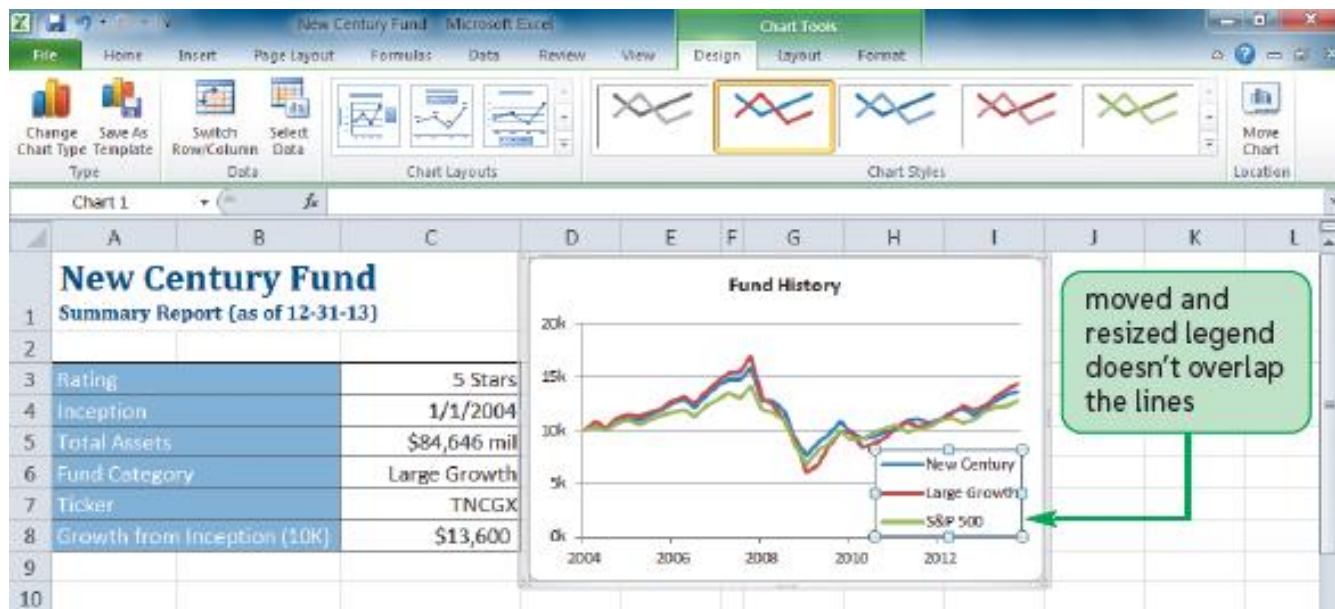 New Century Fund - Microsoft Excel
Chart Tools
File Home Insert Page Layout Formulas Data Review View Design Layout Format
Change Chart Type
Save As Template
Switch Row/Column
Select Data
Move Chart
Type Data Chart Layouts Chart Styles Location
Chart 1 fx
A B C D E F G H I J K L
1 New Century Fund
Summary Report (as of 12-31-13)
2
3 Rating 5 Stars
4 Inception 1/1/2004
5 Total Assets $84,646 mil
6 Fund Category Large Growth
7 Ticker TNCGX
8 Growth from Inception (10K) $13,600
9
10
Fund History
20k
15k
10k
5k
0k
2004 2006 2008 2010 2012
New Century
Large Growth
S&P 500
moved and
resized legend
doesn't overlap
the lines